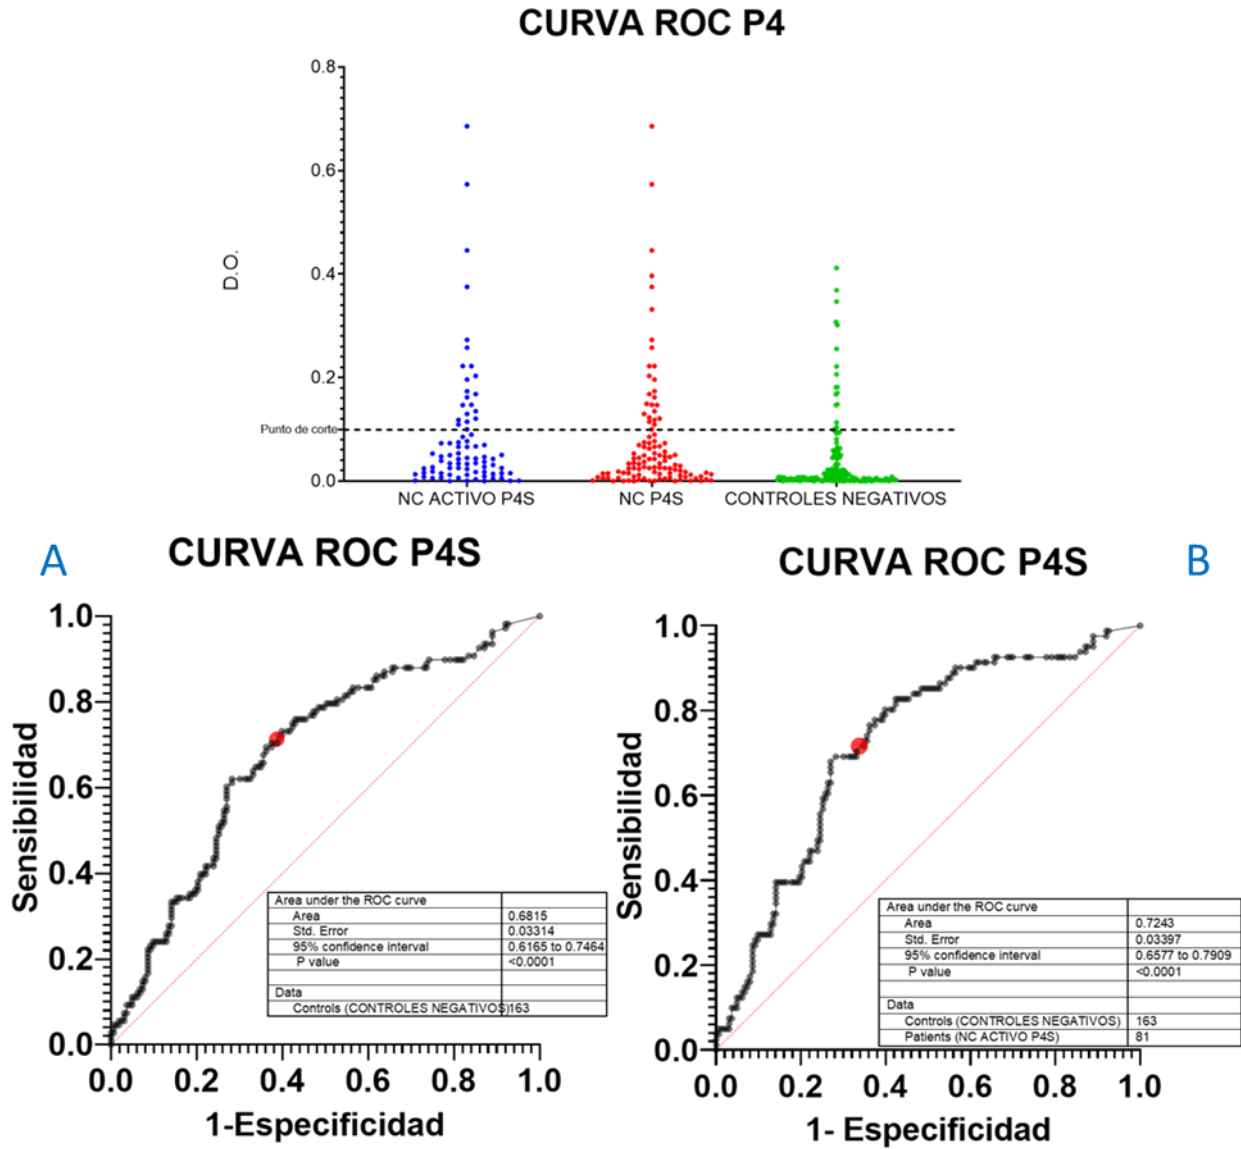 CURVA ROC P4
0.8
0.6
0.4
0.2
0.0
D.O.
Punto de corte
NC ACTIVO P4S
NC P4S
CONTROLES NEGATIVOS
A
CURVA ROC P4S
1.0
0.8
0.6
0.4
0.2
0.0
Sensibilidad
0.0 0.2 0.4 0.6 0.8 1.0
1-Especificidad
Area under the ROC curve
Area 0.6815
Std. Error 0.03314
95% confidence interval 0.6165 to 0.7464
P value <0.0001
Data
Controls (CONTROLES NEGATIVOS) 163
CURVA ROC P4S
B
1.0
0.8
0.6
0.4
0.2
0.0
Sensibilidad
0.0 0.2 0.4 0.6 0.8 1.0
1- Especificidad
Area under the ROC curve
Area 0.7243
Std. Error 0.03397
95% confidence interval 0.6577 to 0.7909
P value <0.0001
Data
Controls (CONTROLES NEGATIVOS) 163
Patients (NC ACTIVO P4S) 81